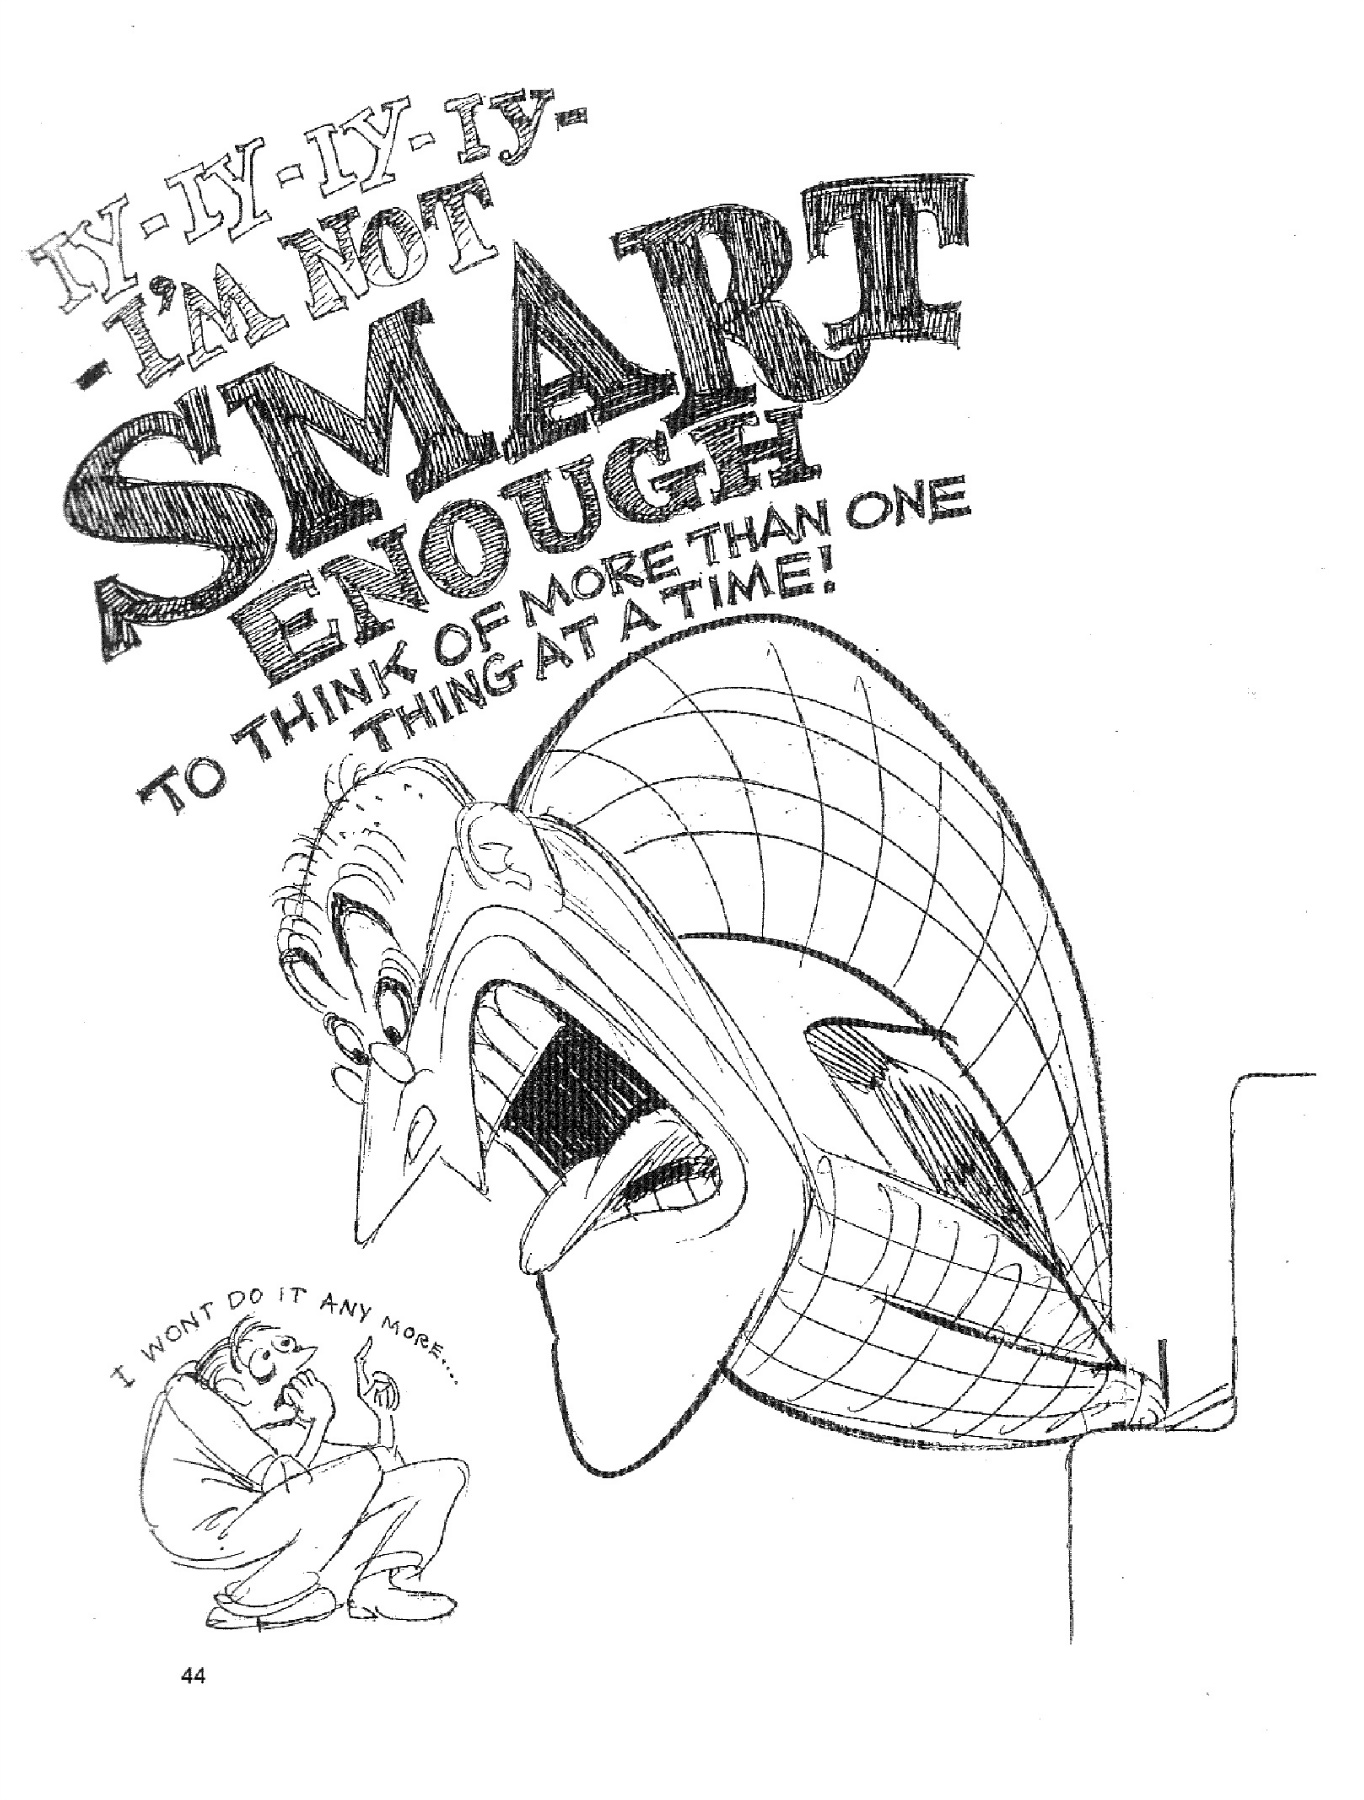 IY-IY-IY-IY-
-I'M NOT
SMART
ENOUGH
TO THINK OF MORE THAN ONE
THING AT A TIME!
I WONT DO IT ANY MORE....
44